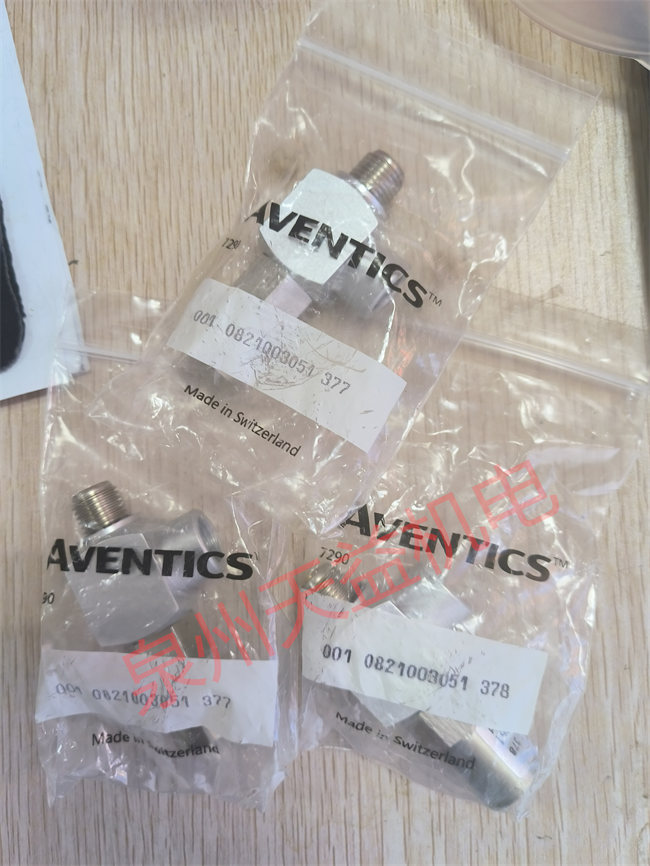 AVENTICS™
7290
001 0821003051 377
Made in Switzerland
AVENTICS
90
001 0821003051 377
Made in Switzerland
AVENTICS™
7290
001 0821003051 378
Made in Switzerland
泉州天益机电